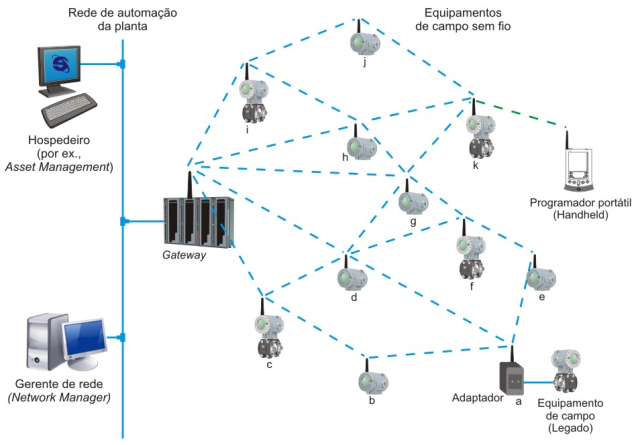 Rede de automação
da planta
Equipamentos
de campo sem fio
j
i
h
k
Hospedeiro
(por ex.,
Asset Management)
Programador portátil
(Handheld)
g
Gateway
f
d
e
c
Gerente de rede
(Network Manager)
b
Adaptador
a
Equipamento
de campo
(Legado)